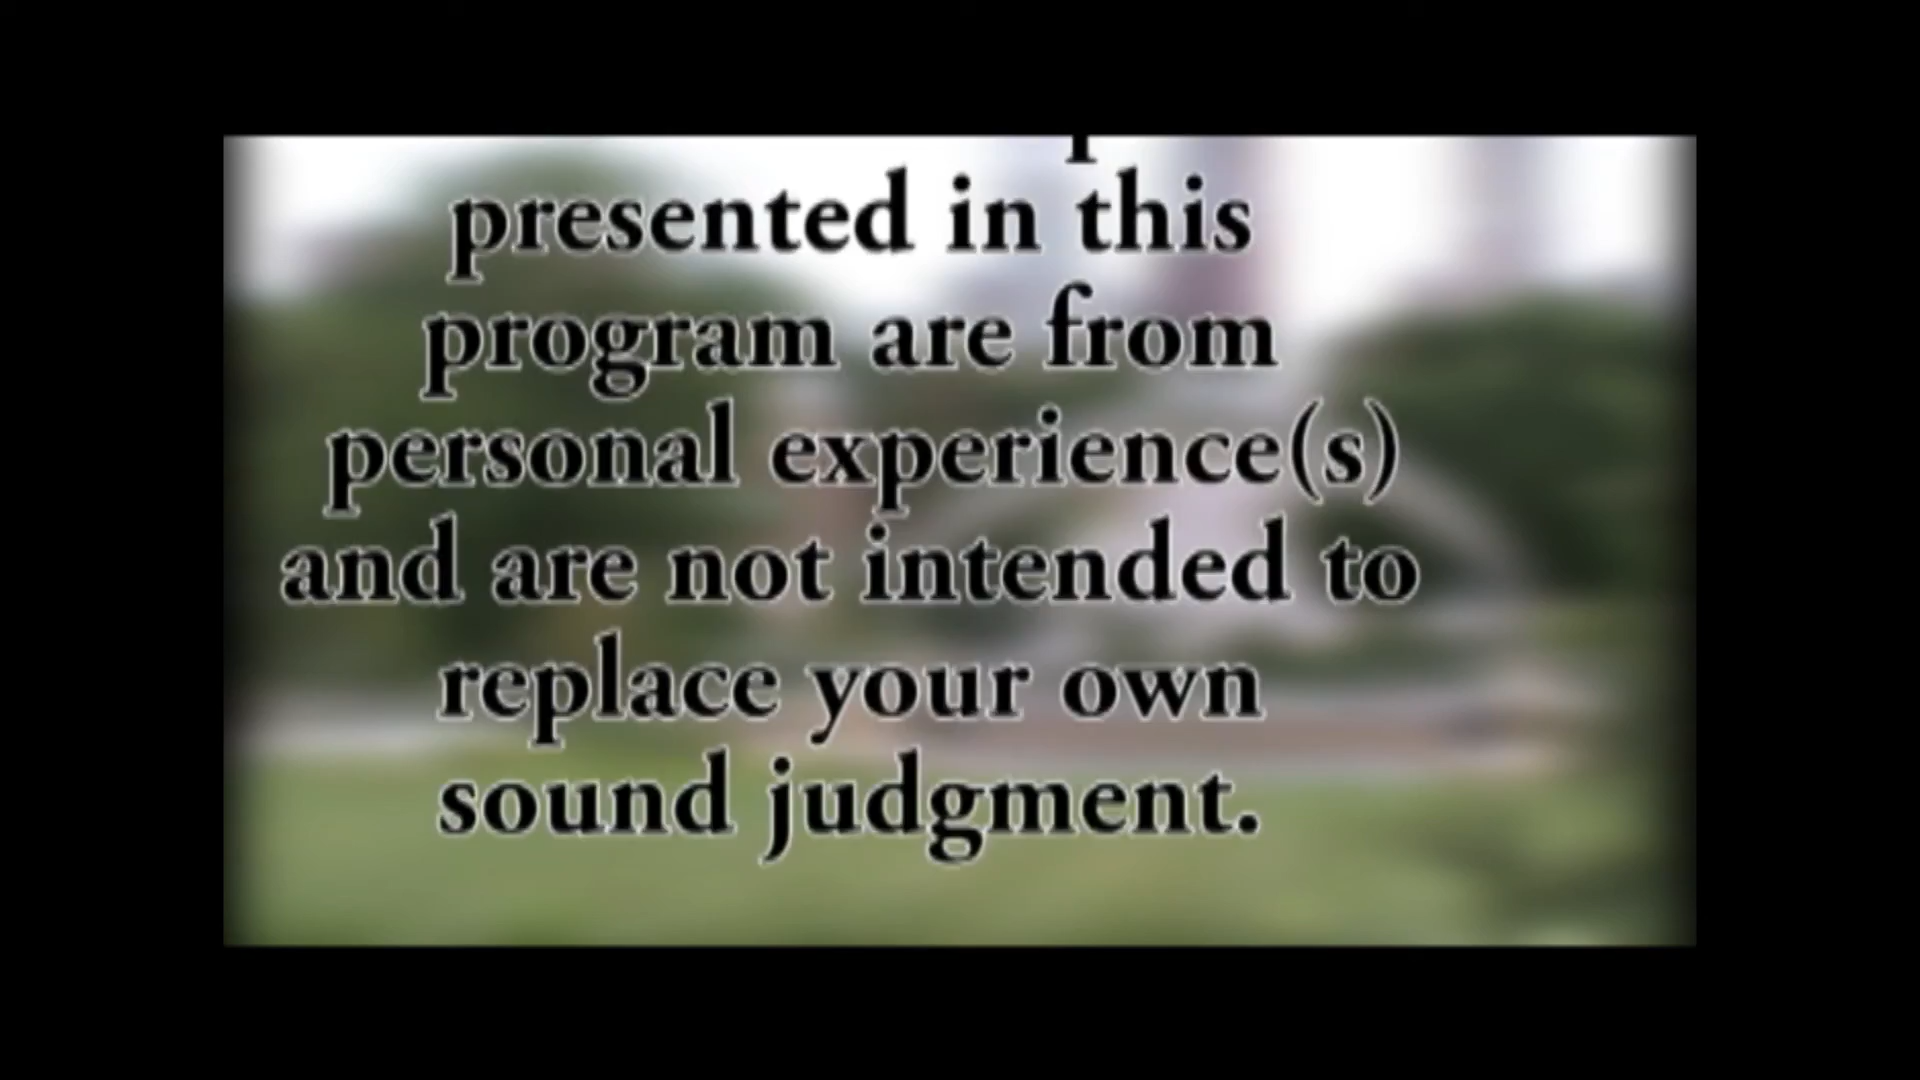 presented in this
program are from
personal experience(s)
and are not intended to
replace your own
sound judgment.